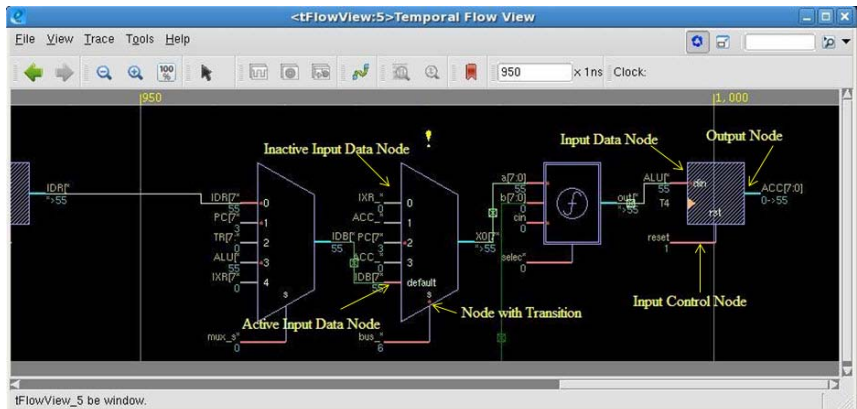 <tFlowView:5>Temporal Flow View
File View Trace Tools Help
100 % 950 × 1ns Clock:
950 1,000
Inactive Input Data Node
!
Input Data Node
Output Node
IDR["
">55
IDR[7"
55
0
PC[7"
3
1
TR[7"
0
2
ALU["
55
3
IXR[7"
0
4
s
mux_s"
0
IDB["
55
IXR_"
0
0
ACC_"
1
PC[7"
3
2
ACC_"
0
3
IDB[7"
55
default
s
bus_"
6
X0[7"
">55
a[7:0]
55
b[7:0]
0
cin
0
f
selec"
0
out"
">55
ALU["
55
din
T4
rst
reset
1
ACC[7:0]
0->55
Active Input Data Node
Node with Transition
Input Control Node
tFlowView_5 be window.